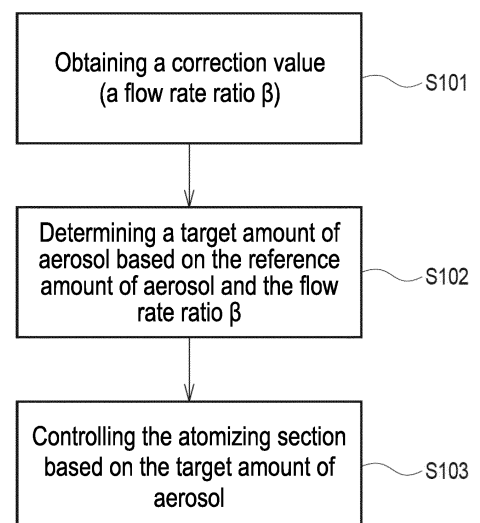 Obtaining a correction value
(a flow rate ratio β)
S101
Determining a target amount of
aerosol based on the reference
amount of aerosol and the flow
rate ratio β
S102
Controlling the atomizing section
based on the target amount of
aerosol
S103